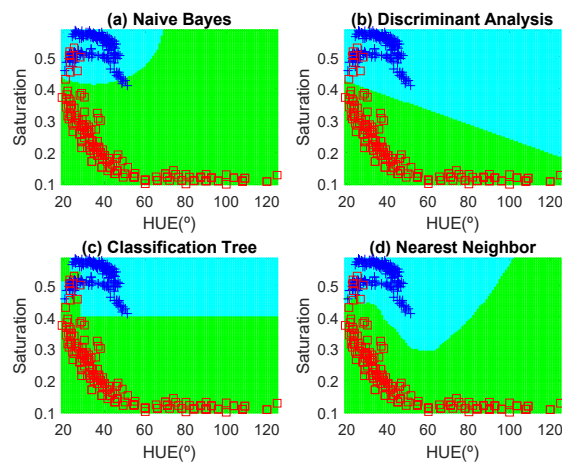 (a) Naive Bayes
(b) Discriminant Analysis
0.5
0.4
0.3
0.2
0.1
Saturation
20 40 60 80 100 120
HUE(º)
0.5
0.4
0.3
0.2
0.1
Saturation
20 40 60 80 100 120
HUE(º)
(c) Classification Tree
(d) Nearest Neighbor
0.5
0.4
0.3
0.2
0.1
Saturation
20 40 60 80 100 120
HUE(º)
0.5
0.4
0.3
0.2
0.1
Saturation
20 40 60 80 100 120
HUE(º)